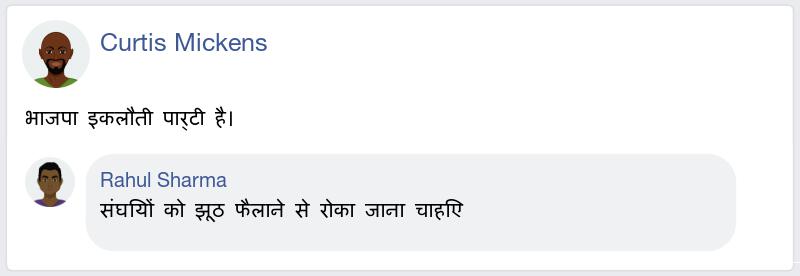 Curtis Mickens
भाजपा इकलौती पार्टी है।
Rahul Sharma
संघियों को झूठ फैलाने से रोका जाना चाहिए